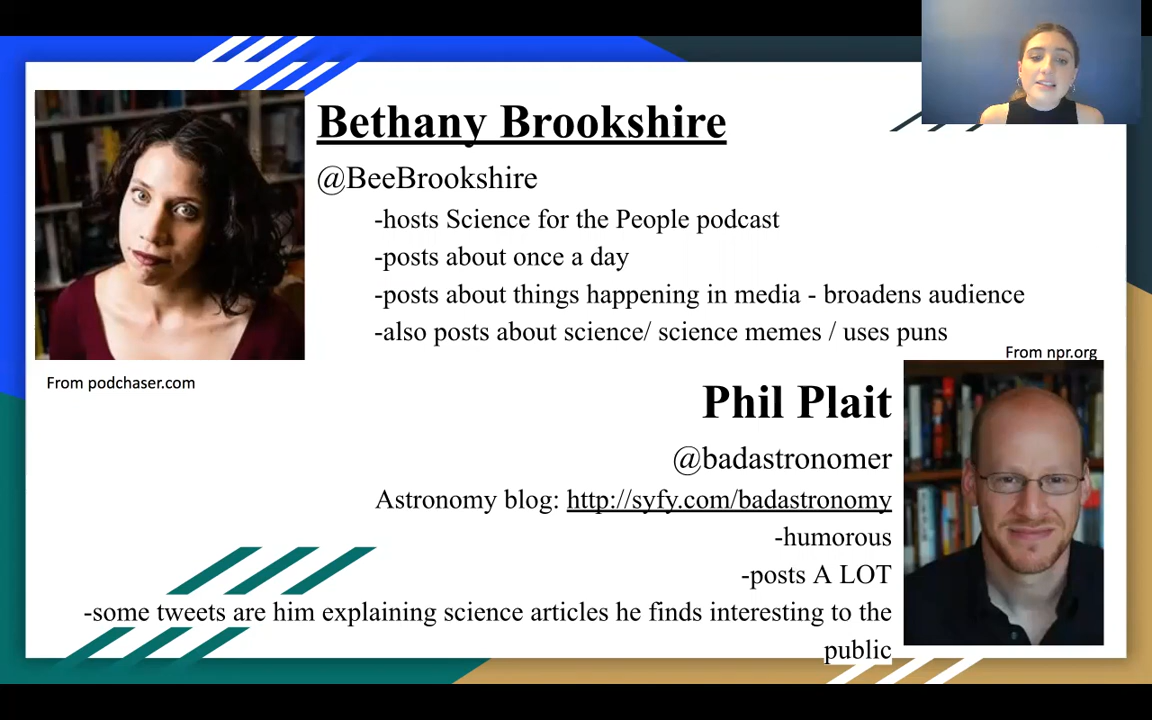 Bethany Brookshire
@BeeBrookshire
-hosts Science for the People podcast
-posts about once a day
-posts about things happening in media - broadens audience
-also posts about science/ science memes / uses puns
From npr.org
From podchaser.com
Phil Plait
@badastronomer
Astronomy blog: http://syfy.com/badastronomy
-humorous
-posts A LOT
-some tweets are him explaining science articles he finds interesting to the
public